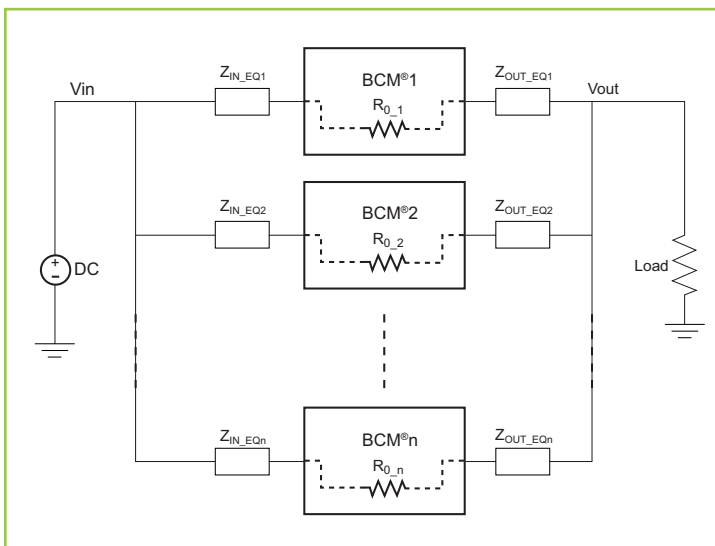 Vin
Z_IN_EQ1
BCM®1
R_0_1
Z_OUT_EQ1
Vout
Z_IN_EQ2
BCM®2
R_0_2
Z_OUT_EQ2
+
-
DC
Load
Z_IN_EQn
BCM®n
R_0_n
Z_OUT_EQn